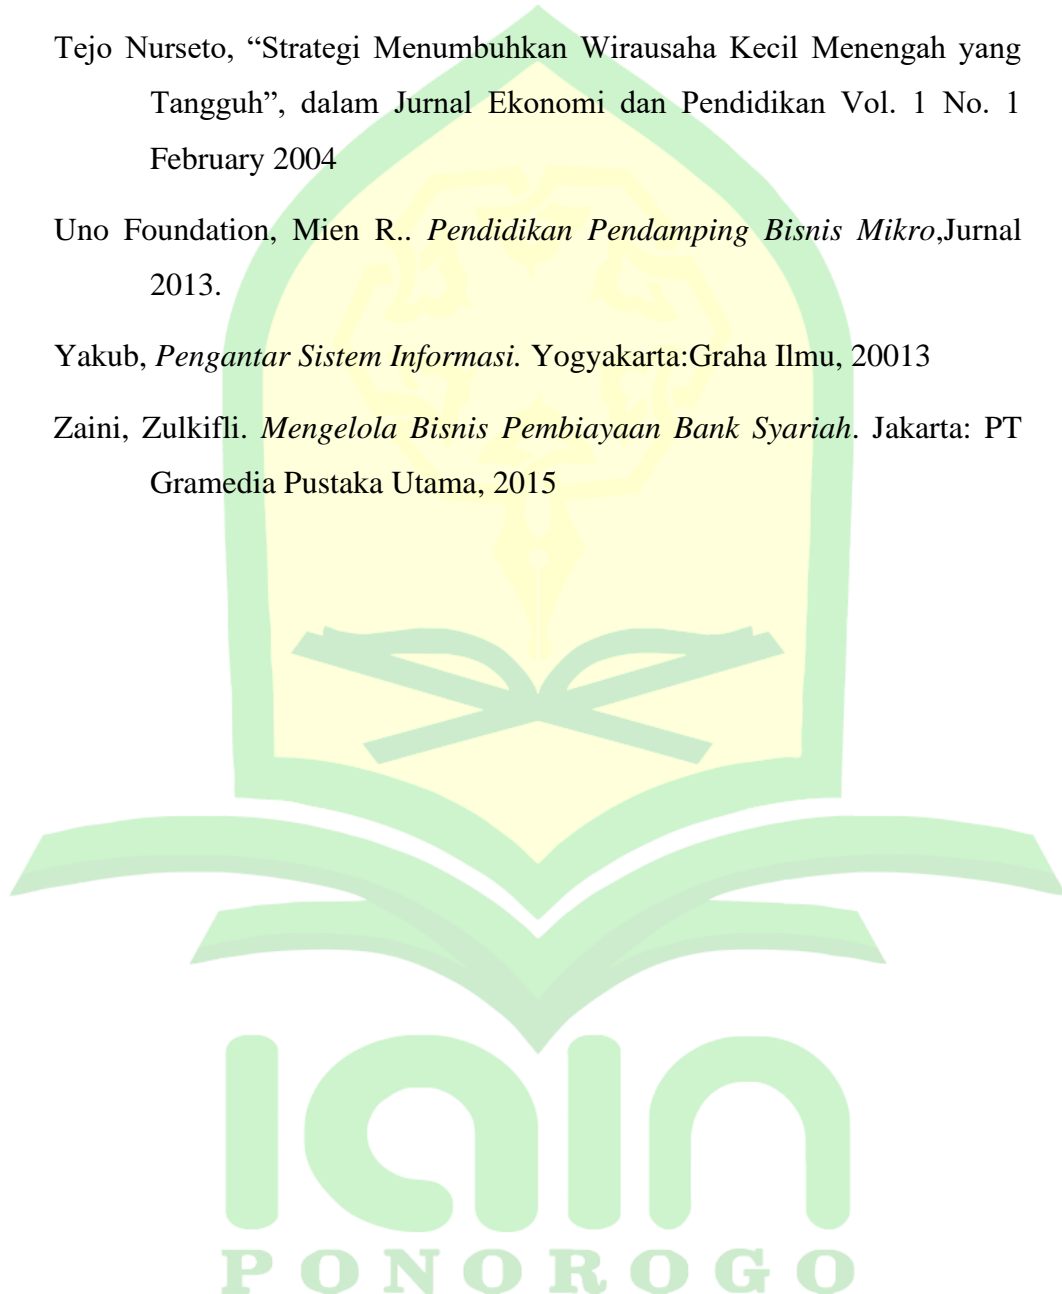 Tejo Nurseto, “Strategi Menumbuhkan Wirausaha Kecil Menengah yang
Tangguh”, dalam Jurnal Ekonomi dan Pendidikan Vol. 1 No. 1
February 2004
Uno Foundation, Mien R.. Pendidikan Pendamping Bisnis Mikro,Jurnal
2013.
Yakub, Pengantar Sistem Informasi. Yogyakarta:Graha Ilmu, 20013
Zaini, Zulkifli. Mengelola Bisnis Pembiayaan Bank Syariah. Jakarta: PT
Gramedia Pustaka Utama, 2015
iain
PONOROGO